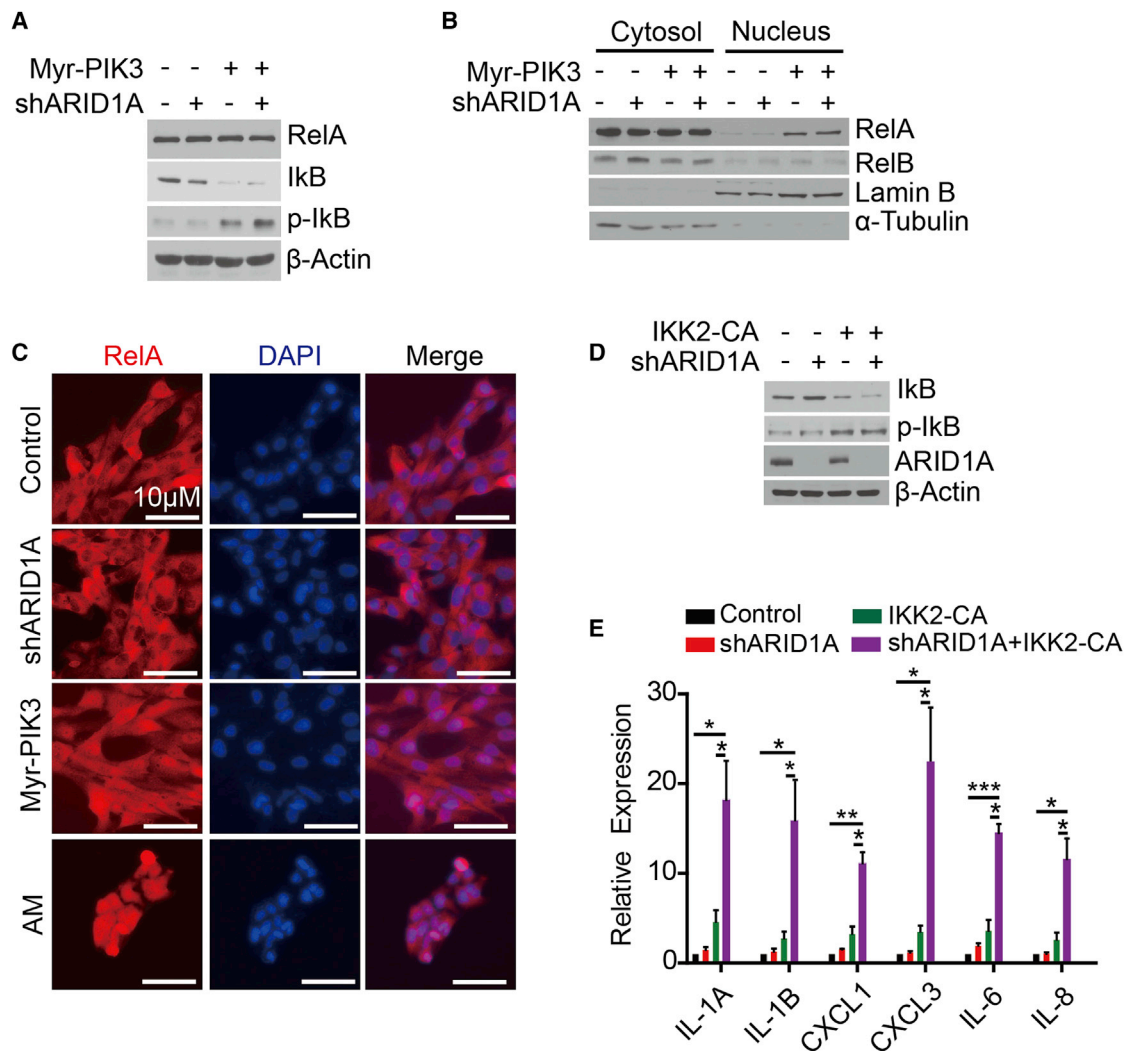 A
Myr-PIK3 - - + +
shARID1A - + - +
RelA
IkB
p-IkB
β-Actin
B
Cytosol Nucleus
Myr-PIK3 - - + + - - + +
shARID1A - + - + - + - +
RelA
RelB
Lamin B
α-Tubulin
C
RelA DAPI Merge
Control
10μM
shARID1A
Myr-PIK3
AM
D
IKK2-CA - - + +
shARID1A - + - +
IkB
p-IkB
ARID1A
β-Actin
E
Control IKK2-CA
shARID1A shARID1A+IKK2-CA
Relative Expression
30
20
10
0
* * * * ** * * * *** * * *
IL-1A IL-1B CXCL1 CXCL3 IL-6 IL-8